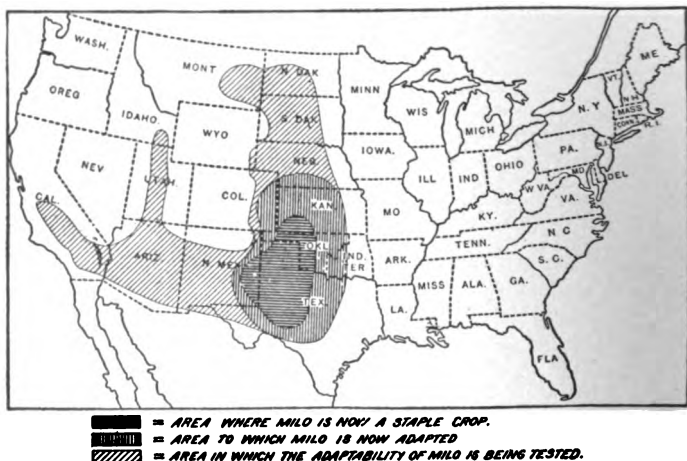 WASH.
MONT
N. DAK
MINN
ME.
OREG
IDAHO.
WYO
S. DAK
WIS
MICH
N. Y
VT.
N.H.
MASS
CONN.
R. I.
NEV
UTAH.
COL.
NEB.
IOWA.
ILL
IND
OHIO
PA.
N.J.
MD.
DEL
CAL.
KAN
MO
KY.
W VA.
VA.
ARIZ
N. MEX
OKL
IND.
TER
ARK.
TENN.
N C
S. C.
TEX.
LA.
MISS
ALA.
GA.
FLA
= AREA WHERE MILO IS NOW A STAPLE CROP.
= AREA TO WHICH MILO IS NOW ADAPTED
= AREA IN WHICH THE ADAPTABILITY OF MILO IS BEING TESTED.